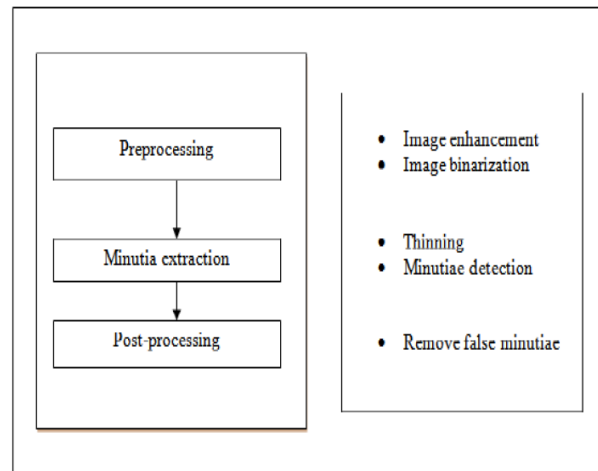 Preprocessing
Minutia extraction
Post-processing
• Image enhancement
• Image binarization
• Thinning
• Minutiae detection
• Remove false minutiae